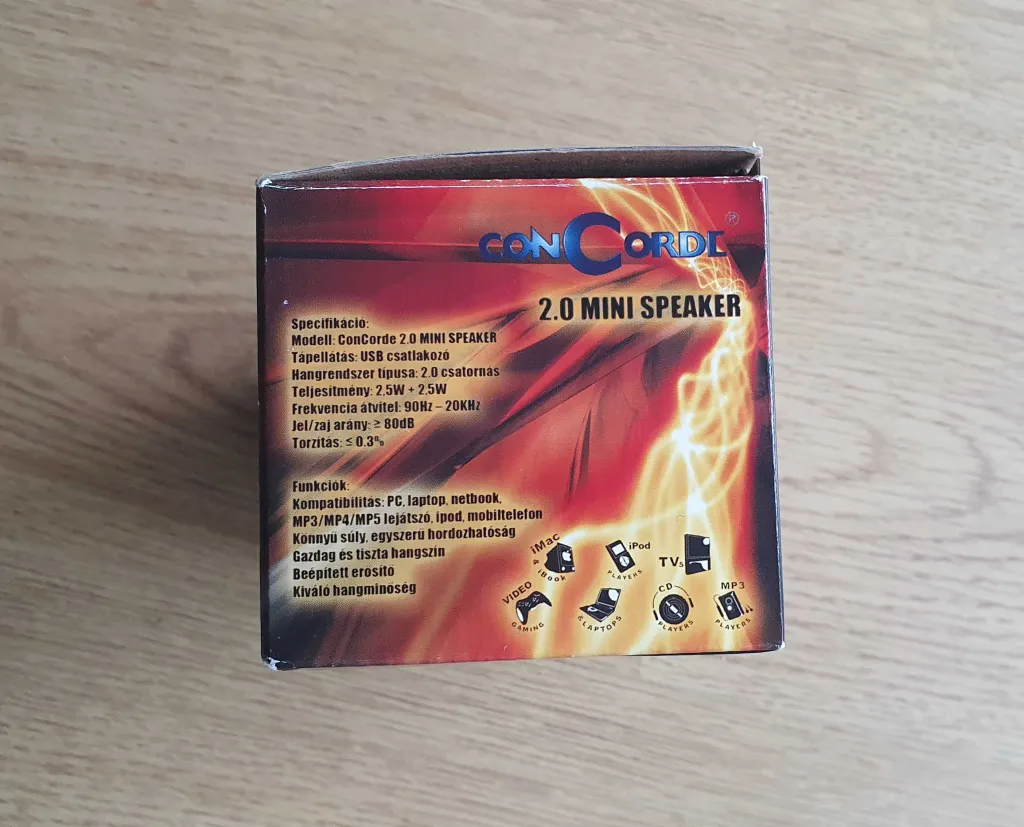 CONCORDE ®
2.0 MINI SPEAKER
Specifikáció:
Modell: ConCorde 2.0 MINI SPEAKER
Tápellátás: USB csatlakozó
Hangrendszer típusa: 2.0 csatornás
Teljesítmény: 2,5W + 2,5W
Frekvencia átvitel: 90Hz – 20KHz
Jel/zaj arány: ≥ 80dB
Torzítás: ≤ 0.3%
Funkciók:
Kompatibilitás: PC, laptop, netbook,
MP3/MP4/MP5 lejátszó, ipod, mobiltelefon
Könnyű súly, egyszerű hordozhatóság
Gazdag és tiszta hangszín
Beépített erősítő
Kiváló hangminőség
iMac
& iBook
iPod
PLAYERS
TVs
VIDEO
GAMING
& LAPTOPS
CD
PLAYERS
MP3
PLAYERS